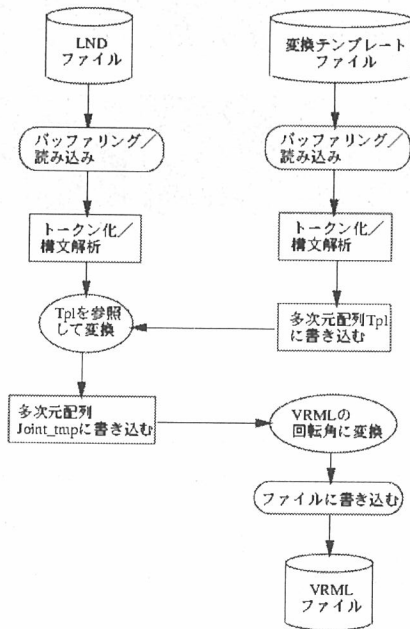 LND
ファイル
変換テンプレート
ファイル
バッファリング／
読み込み
バッファリング／
読み込み
トークン化／
構文解析
トークン化／
構文解析
Tplを参照
して変換
多次元配列Tpl
に書き込む
多次元配列
Joint_tmpに書き込む
VRMLの
回転角に変換
ファイルに書き込む
VRML
ファイル